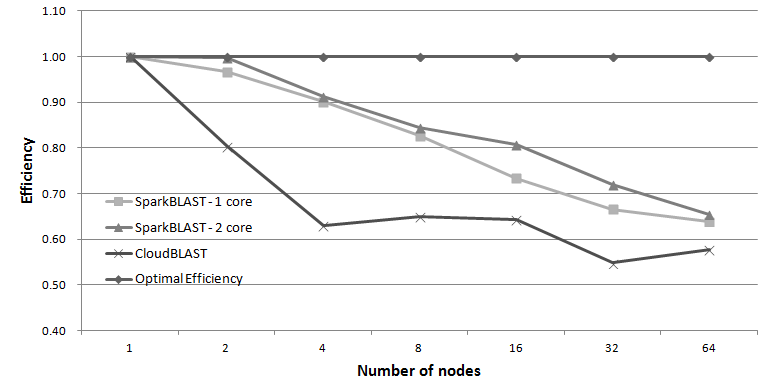 1.10
1.00
0.90
0.80
0.70
0.60
0.50
0.40
Efficiency
SparkBLAST - 1 core
SparkBLAST - 2 core
CloudBLAST
Optimal Efficiency
1 2 4 8 16 32 64
Number of nodes